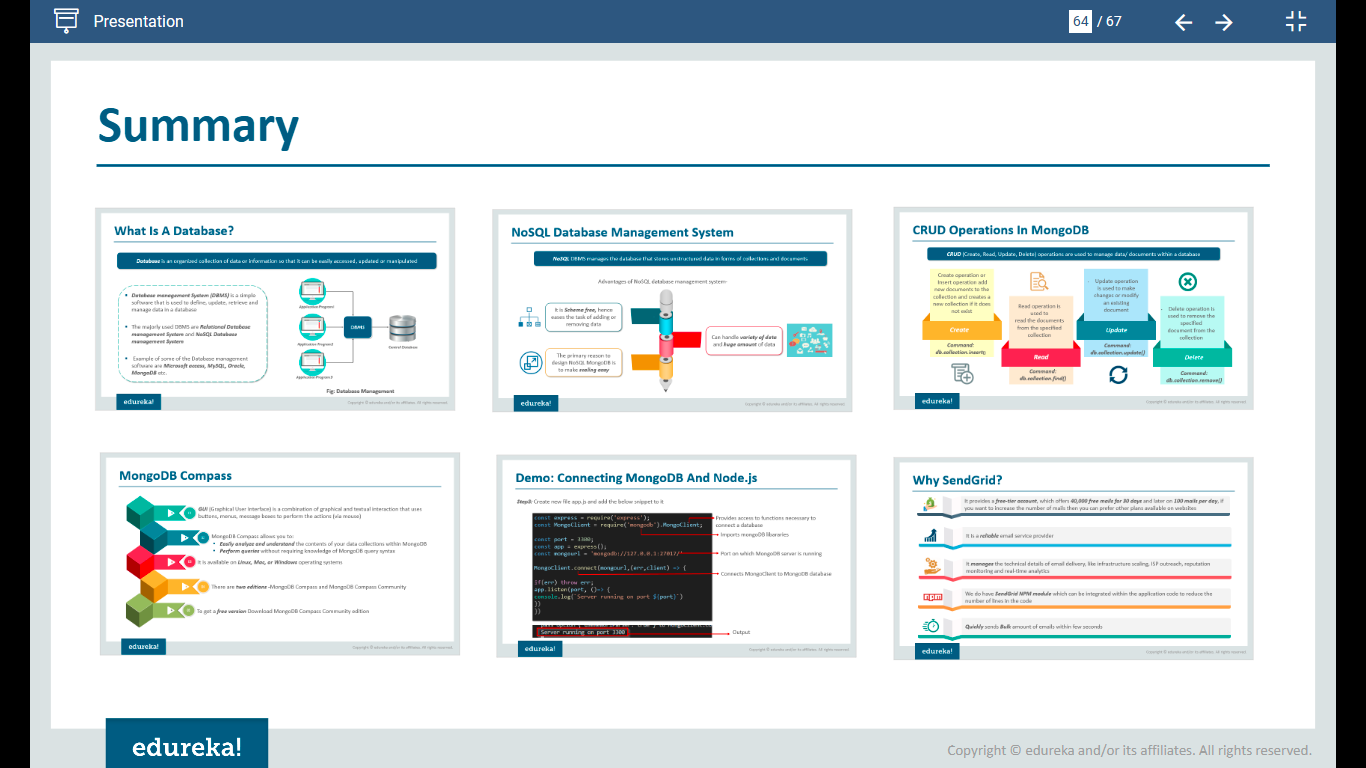 Presentation
64 / 67
Summary
What Is A Database?
Database is an organized collection of data or Information so that it can be easily accessed, updated or manipulated
Database management System (DBMS) is a simple
software that is used to define, update, retrieve and
manage data in a database
The majorly used DBMS are Relational Database
management System and NoSQL Database
management System
Example of some of the Database management
software are Microsoft access, MySQL, Oracle,
MongoDB etc.
DBMS
Central Database
Fig: Database Management
edureka!
Copyright © edureka and/or its affiliates. All rights reserved.
NoSQL Database Management System
NoSQL DBMS manages the database that stores unstructured data in forms of collections and documents
Advantages of NoSQL database management system-
It is Schema free, hence
eases the task of adding or
removing data
Can handle variety of data
and huge amount of data
The primary reason to
design NoSQL MongoDB is
to make scaling easy
edureka!
Copyright © edureka and/or its affiliates. All rights reserved.
CRUD Operations In MongoDB
CRUD (Create, Read, Update, Delete) operations are used to manage data/ documents within a database
Create operation or
Insert operation add
new documents to the
collection and creates a
new collection if it does
not exist
Create
Command:
db.collection.insert;
Read operation is
used to
read the documents
from the specified
collection
Read
Command:
db.collection.find()
Update operation
is used to make
changes or modify
an existing
document
Update
Command:
db.collection.update()
Delete operation is
used to remove the
specified
document from the
collection
Delete
Command:
db.collection.remove()
edureka!
Copyright © edureka and/or its affiliates. All rights reserved.
MongoDB Compass
GUI (Graphical User Interface) is a combination of graphical and textual interaction that uses
buttons, menus, message boxes to perform the actions (via mouse)
MongoDB Compass allows you to:
Easily analyze and understand the contents of your data collections within MongoDB
Perform queries without requiring knowledge of MongoDB query syntax
It is available on Linux, Mac, or Windows operating systems
There are two editions -MongoDB Compass and MongoDB Compass Community
To get a free version Download MongoDB Compass Community edition
edureka!
Copyright © edureka and/or its affiliates. All rights reserved.
Demo: Connecting MongoDB And Node.js
Step3: Create new file app.js and add the below snippet to it
const express = require('express');
const MongoClient = require('mongodb').MongoClient;
const port = 3300;
const app = express();
const mongourl = 'mongodb://127.0.0.1:27017/'
MongoClient.connect(mongourl,(err,client) => {
if(err) throw err;
app.listen(port, ()=> {
console.log(`Server running on port ${port}`)
})
})
Provides access to functions necessary to
connect a database
Imports mongoDB libraries
Port on which MongoDB server is running
Connects MongoClient to MongoDB database
Server running on port 3300
Output
edureka!
Copyright © edureka and/or its affiliates. All rights reserved.
Why SendGrid?
It provides a free-tier account, which offers 40,000 free mails for 30 days and later on 100 mails per day, if
you want to increase the number of mails then you can prefer other plans available on websites
It is a reliable email service provider
It manages the technical details of email delivery, like infrastructure scaling, ISP outreach, reputation
monitoring and real-time analytics
npm
We do have SendGrid NPM module which can be integrated within the application code to reduce the
number of lines in the code
Quickly sends Bulk amount of emails within few seconds
edureka!
Copyright © edureka and/or its affiliates. All rights reserved.
edureka!
Copyright © edureka and/or its affiliates. All rights reserved.